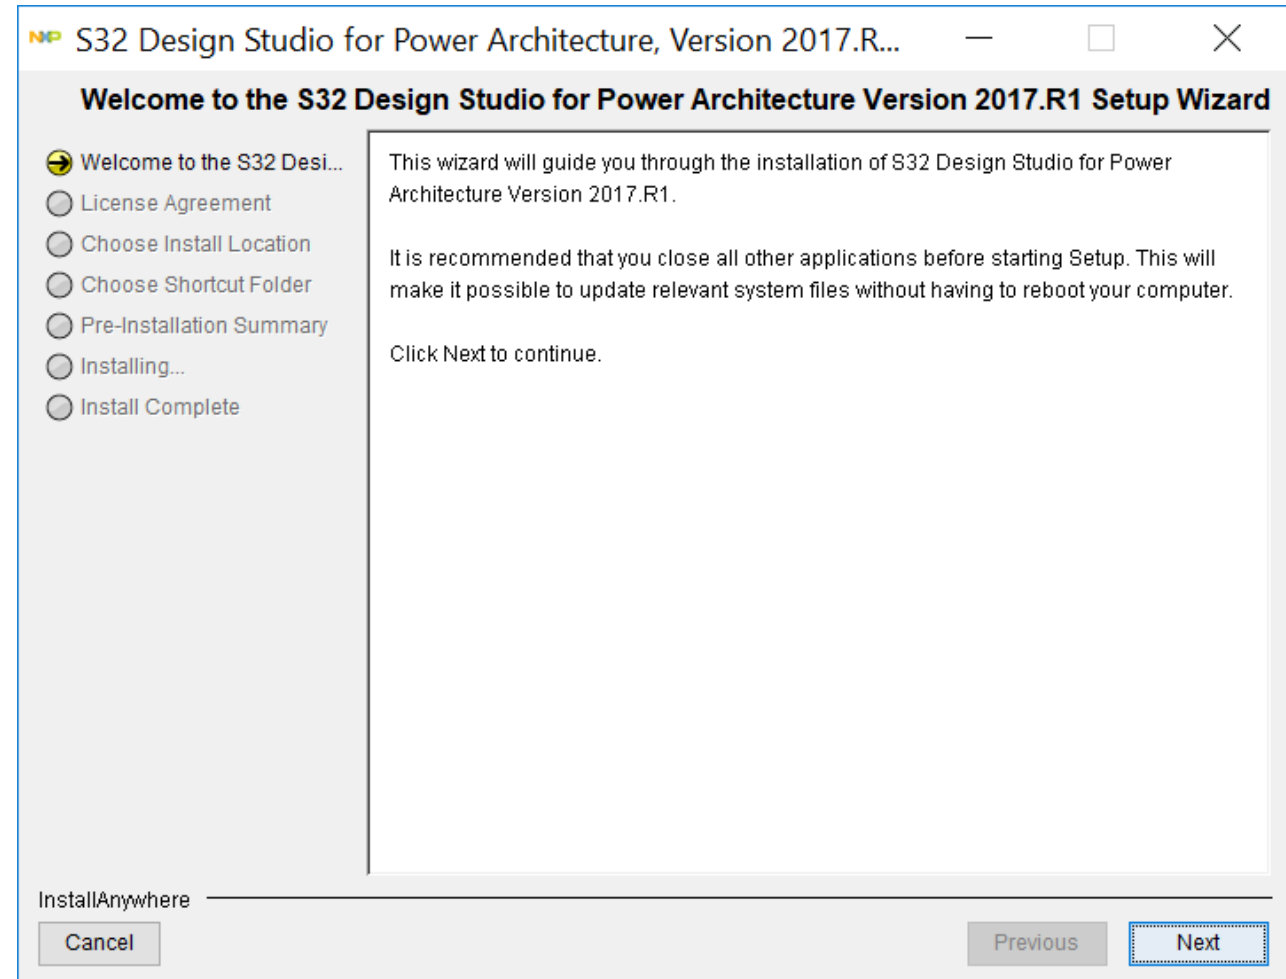 NXP S32 Design Studio for Power Architecture, Version 2017.R...
Welcome to the S32 Design Studio for Power Architecture Version 2017.R1 Setup Wizard
Welcome to the S32 Desi...
License Agreement
Choose Install Location
Choose Shortcut Folder
Pre-Installation Summary
Installing...
Install Complete
This wizard will guide you through the installation of S32 Design Studio for Power
Architecture Version 2017.R1.
It is recommended that you close all other applications before starting Setup. This will
make it possible to update relevant system files without having to reboot your computer.
Click Next to continue.
InstallAnywhere
Cancel
Previous
Next